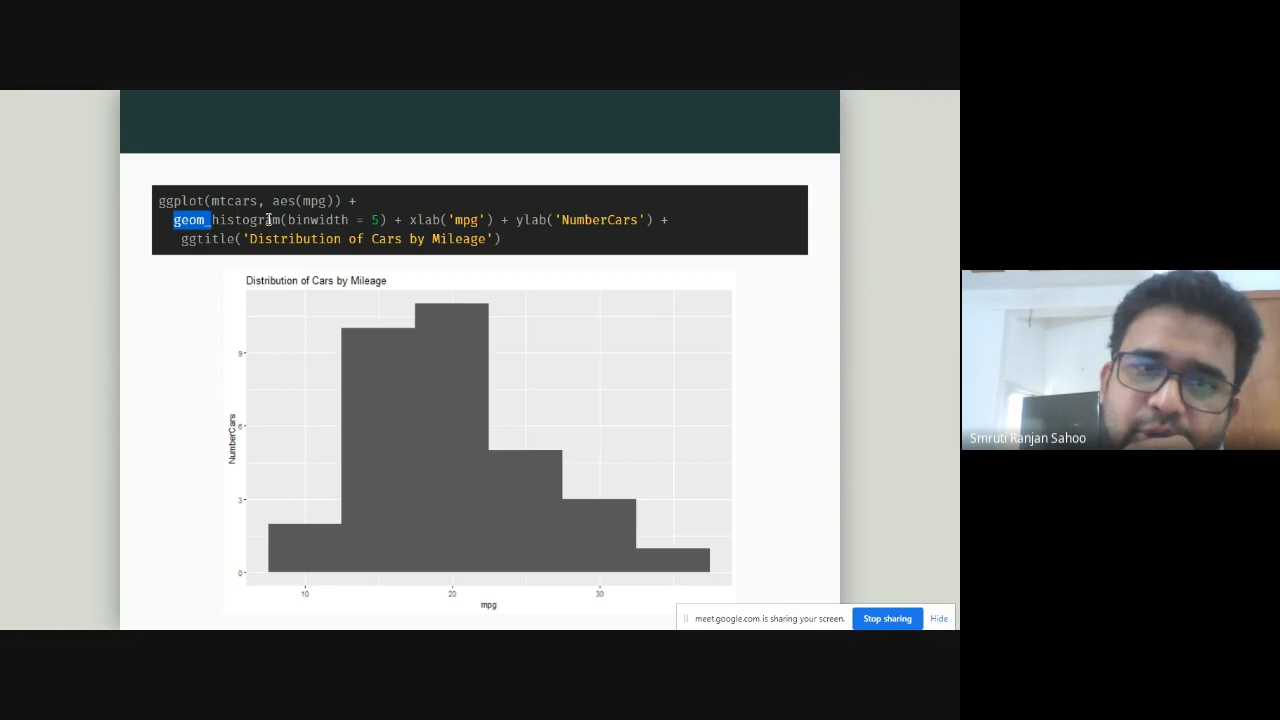 ggplot(mtcars, aes(mpg)) +
geom_histogram(binwidth = 5) + xlab('mpg') + ylab('NumberCars') +
ggtitle('Distribution of Cars by Mileage')
Distribution of Cars by Mileage
9
6
3
0
NumberCars
10 20 30
mpg
meet.google.com is sharing your screen. Stop sharing Hide
Smruti Ranjan Sahoo